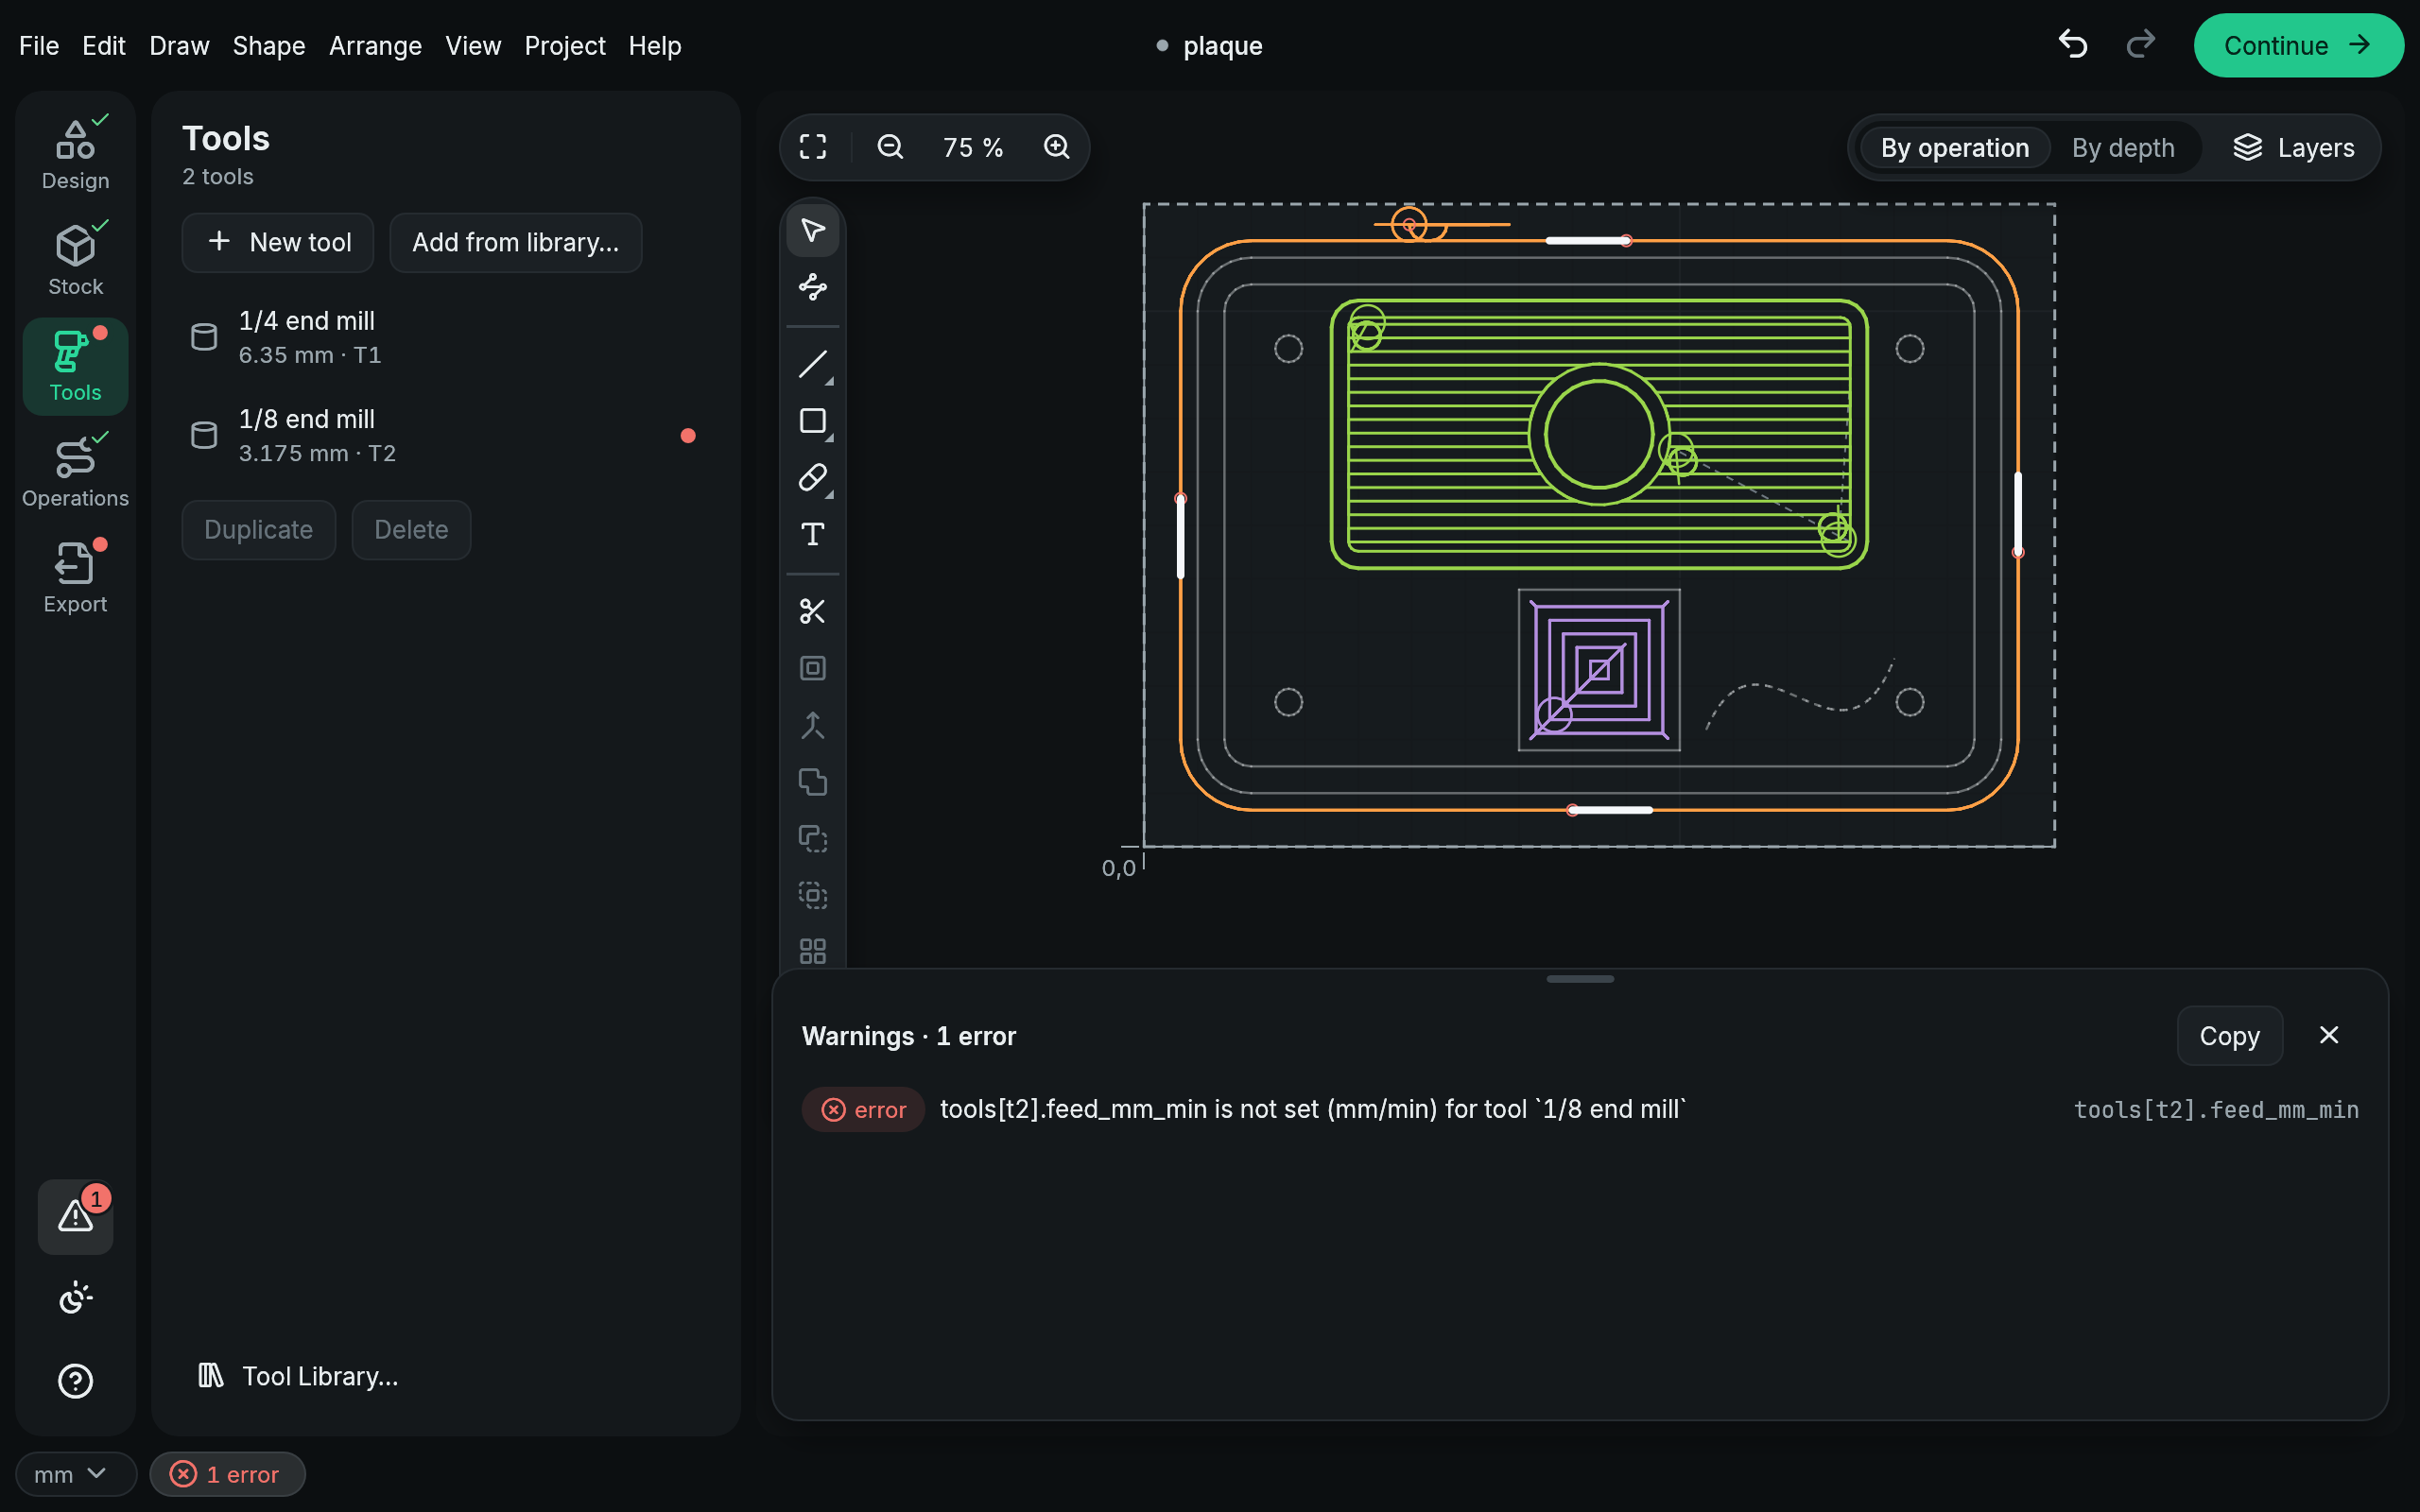 File Edit Draw Shape Arrange View Project Help
plaque
Continue
Design
Stock
Tools
Operations
Export
1
Tools
2 tools
New tool
Add from library...
1/4 end mill
6.35 mm · T1
1/8 end mill
3.175 mm · T2
Duplicate
Delete
Tool Library...
75 %
By operation
By depth
Layers
0,0
Warnings · 1 error
Copy
error
tools[t2].feed_mm_min is not set (mm/min) for tool `1/8 end mill`
tools[t2].feed_mm_min
mm
1 error